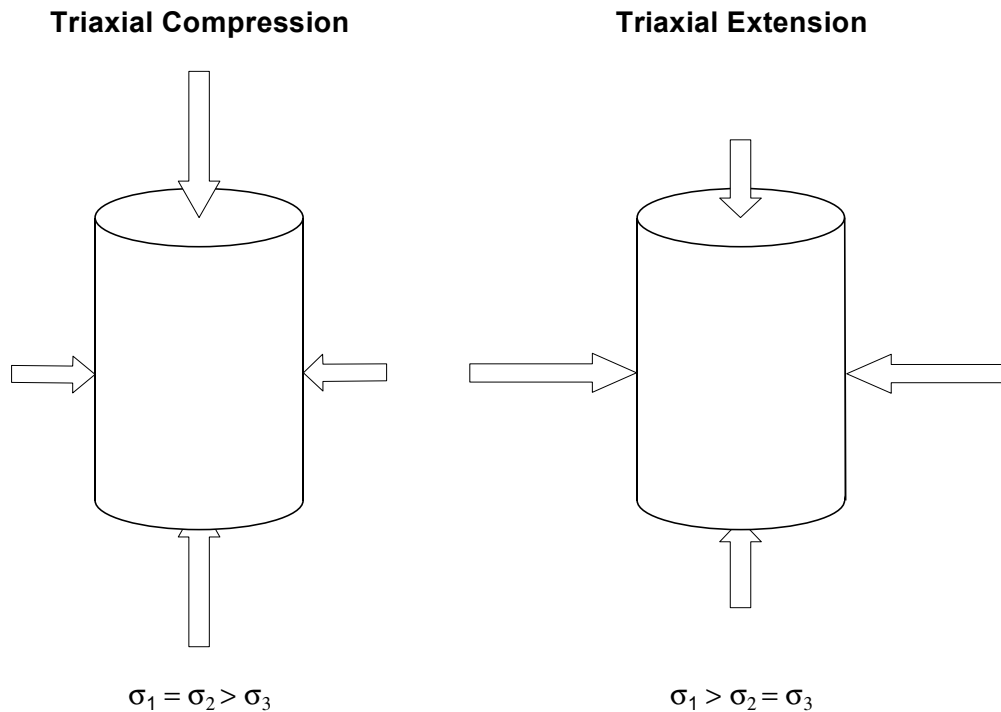 Triaxial Compression
Triaxial Extension
σ₁ = σ₂ > σ₃
σ₁ > σ₂ = σ₃